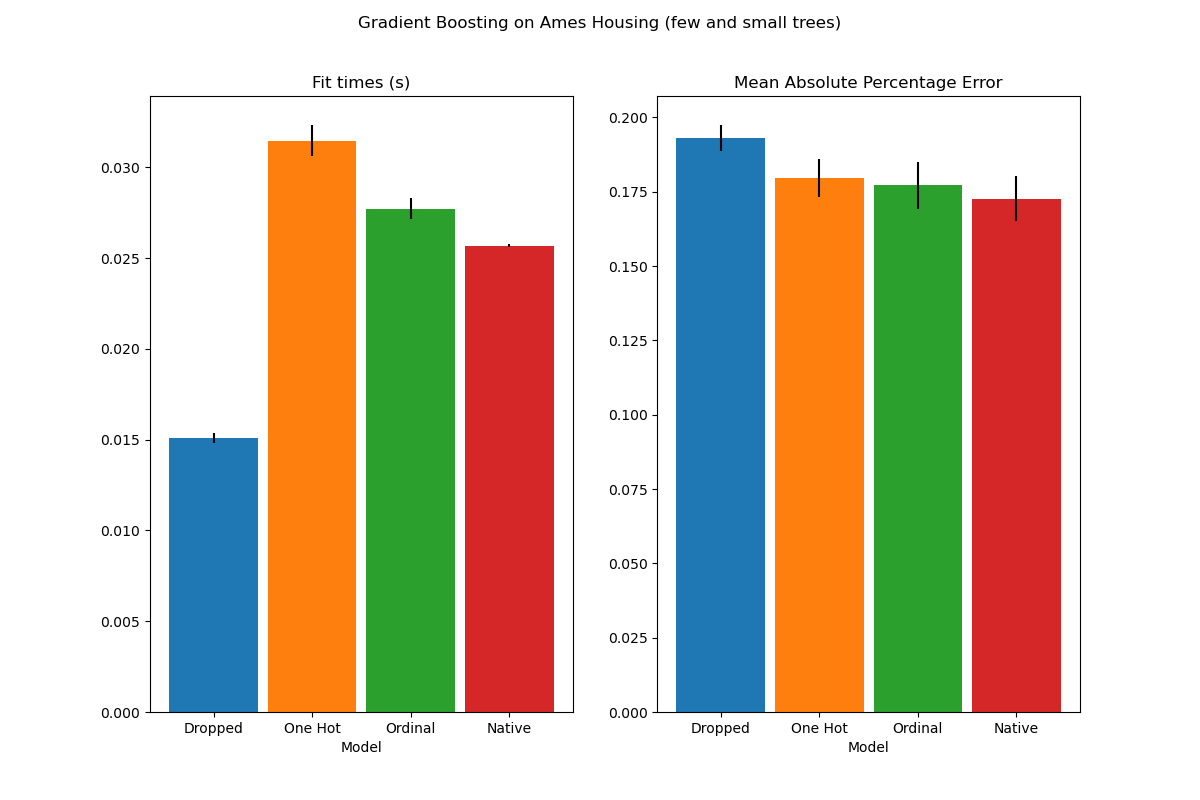 Gradient Boosting on Ames Housing (few and small trees)
Fit times (s)
0.030
0.025
0.020
0.015
0.010
0.005
0.000
Dropped One Hot Ordinal Native
Model
Mean Absolute Percentage Error
0.200
0.175
0.150
0.125
0.100
0.075
0.050
0.025
0.000
Dropped One Hot Ordinal Native
Model